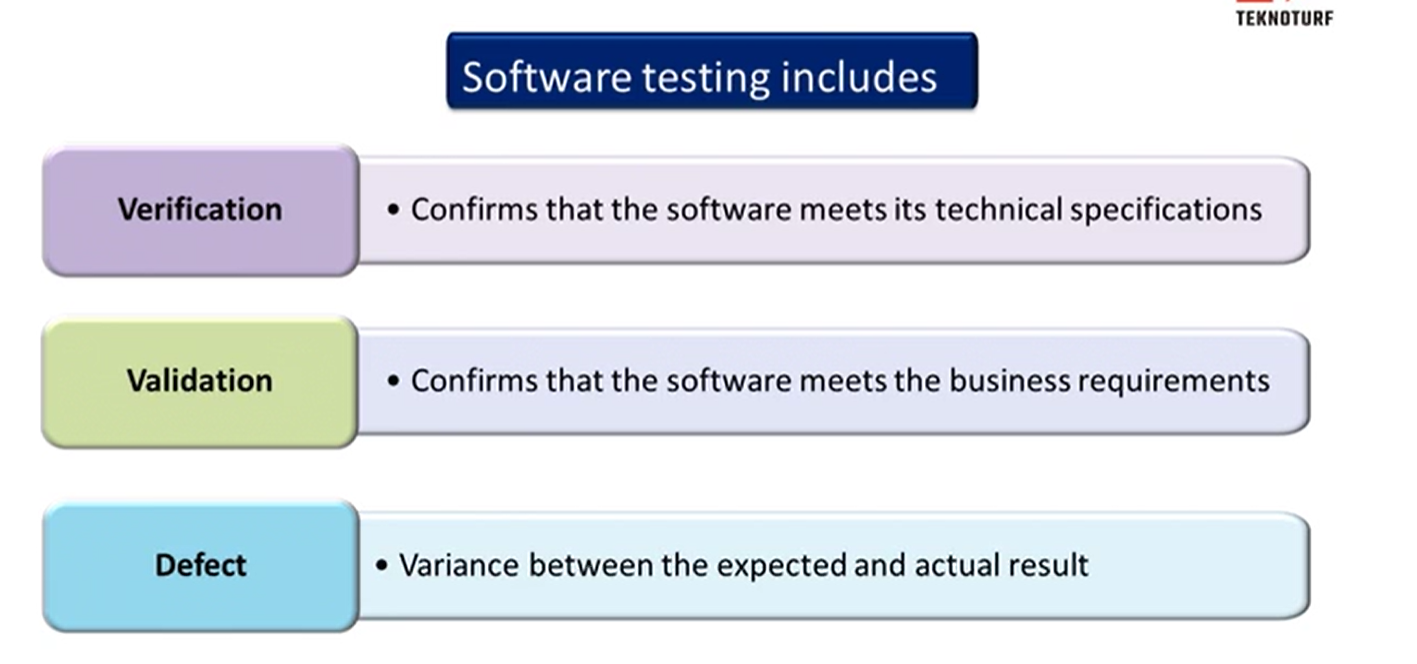 TEKNOTURF
Software testing includes
Verification
• Confirms that the software meets its technical specifications
Validation
• Confirms that the software meets the business requirements
Defect
• Variance between the expected and actual result